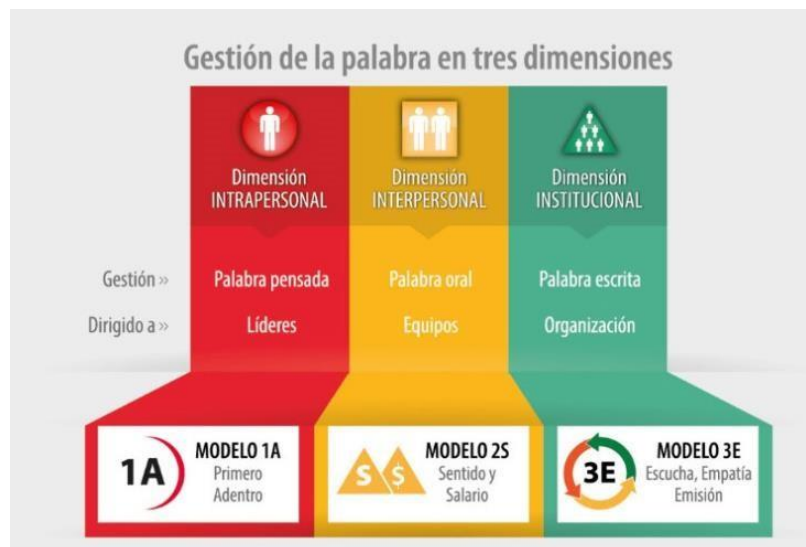 Gestión de la palabra en tres dimensiones
Dimensión
INTRAPERSONAL
Dimensión
INTERPERSONAL
Dimensión
INSTITUCIONAL
Gestión »
Palabra pensada
Palabra oral
Palabra escrita
Dirigido a »
Líderes
Equipos
Organización
1A
MODELO 1A
Primero
Adentro
S $
MODELO 2S
Sentido y
Salario
3E
MODELO 3E
Escucha, Empatía
Emisión